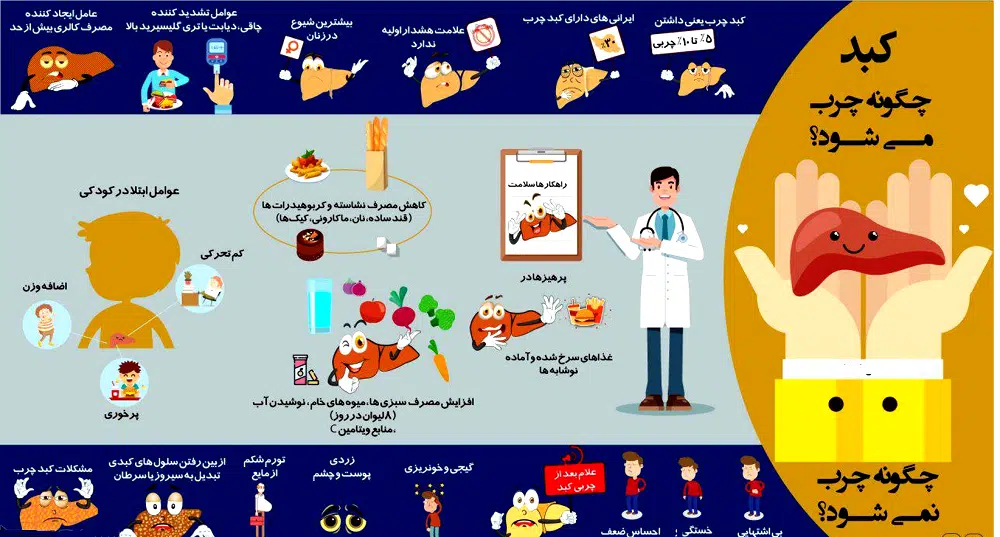 کبد
چگونه چرب
می شود؟
کبد چرب یعنی داشتن
۵٪ تا ۱۰٪ چربی
ایرانی های دارای کبد چرب
٪۳۰
علامت هشدار اولیه
ندارد
بیشترین شیوع
در زنان
عوامل تشدید کننده
چاقی، دیابت یا تری گلیسیرید بالا
عامل ایجاد کننده
مصرف کالری بیش از حد
راهکارها سلامت
کاهش مصرف نشاسته و کربوهیدرات ها
(قند ساده، نان، ماکارونی، کیک ها)
پرهیزها در
غذاهای سرخ شده و آماده
نوشابه ها
افزایش مصرف سبزی ها، میوه های خام، نوشیدن آب
(۸ لیوان در روز)
،منابع ویتامین C
عوامل ابتلا در کودکی
کم تحرکی
اضافه وزن
پرخوری
چگونه چرب
نمی شود؟
علام بعد از
چربی کبد
بی اشتهایی
خستگی
احساس ضعف
گیجی و خونریزی
زردی
پوست و چشم
تورم شکم
از مایع
از بین رفتن سلول های کبدی
تبدیل به سیروز یا سرطان
مشکلات کبد چرب